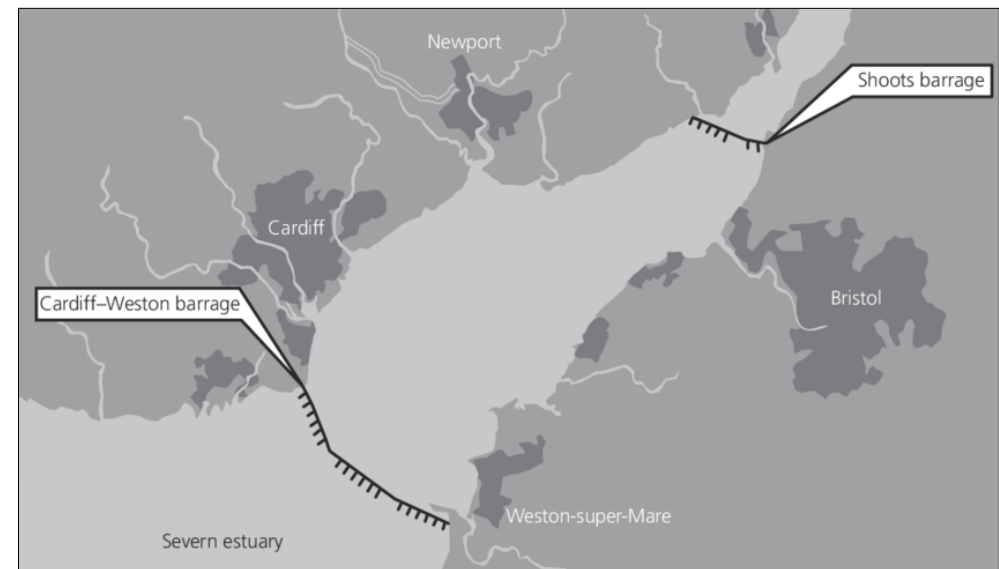 Newport
Shoots barrage
Cardiff
Cardiff–Weston barrage
Bristol
Weston-super-Mare
Severn estuary